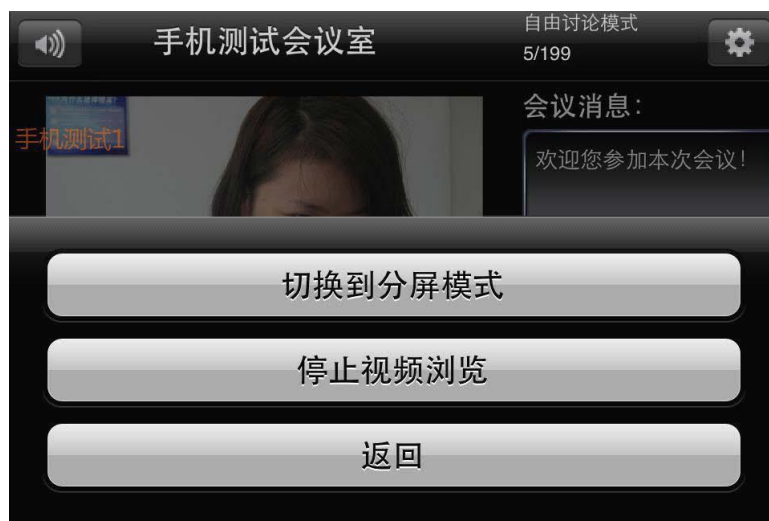 手机测试会议室
自由讨论模式
5/199
手机测试1
会议消息：
欢迎您参加本次会议！
切换到分屏模式
停止视频浏览
返回